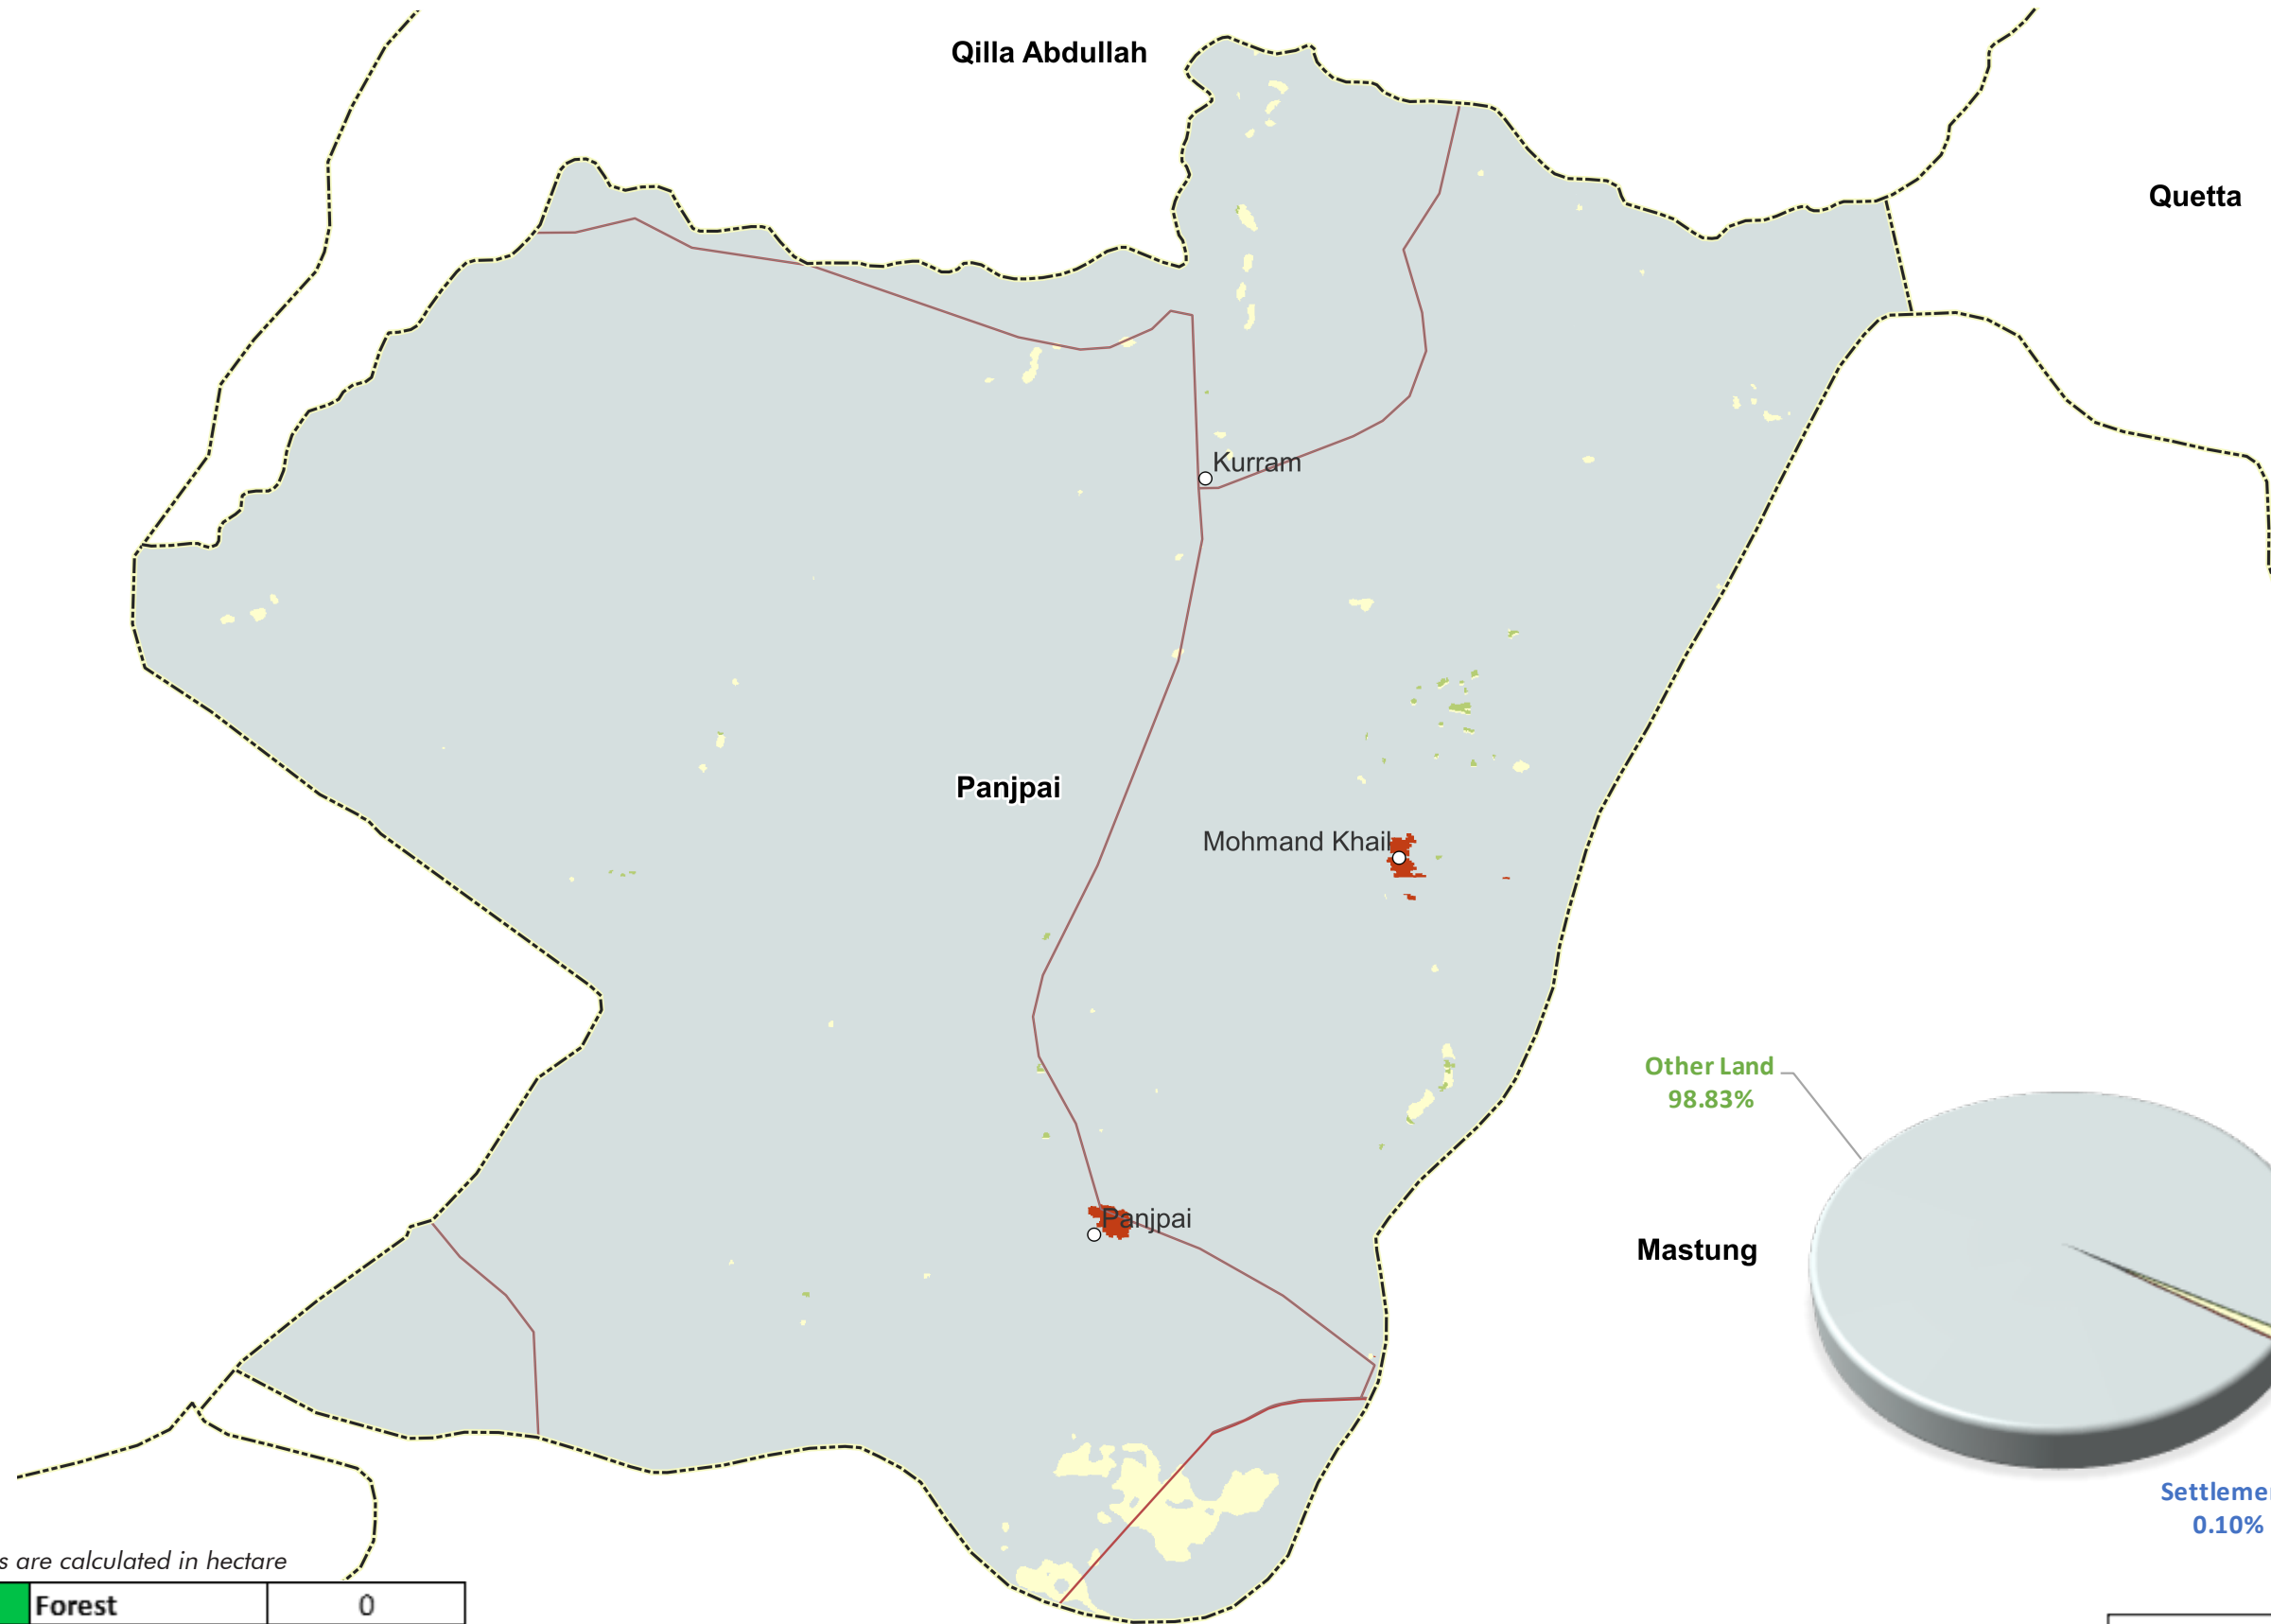 Qilla Abdullah
Quetta
Kurram
Panjpai
Mohmand Khail
Other Land
98.83%
Panjpai
Mastung
Settleme
0.10%
s are calculated in hectare
Forest 0